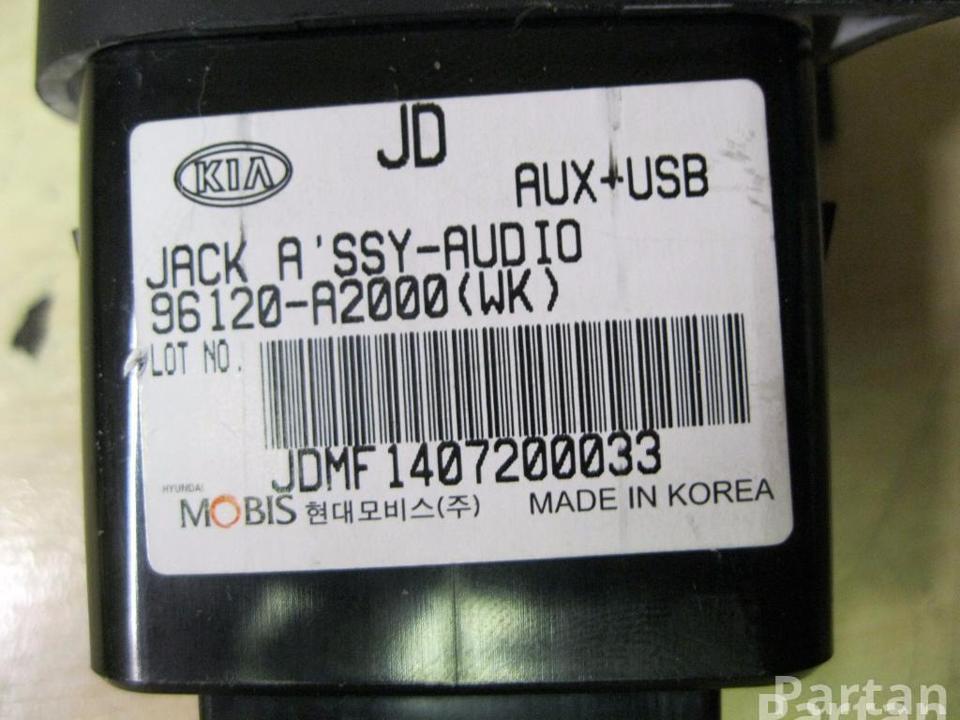 JD
KIA
AUX+USB
JACK A'SSY-AUDIO
96120-A2000(WK)
LOT NO.
JDMF1407200033
HYUNDAI
MOBIS 현대모비스(주) MADE IN KOREA
Partan
Partan